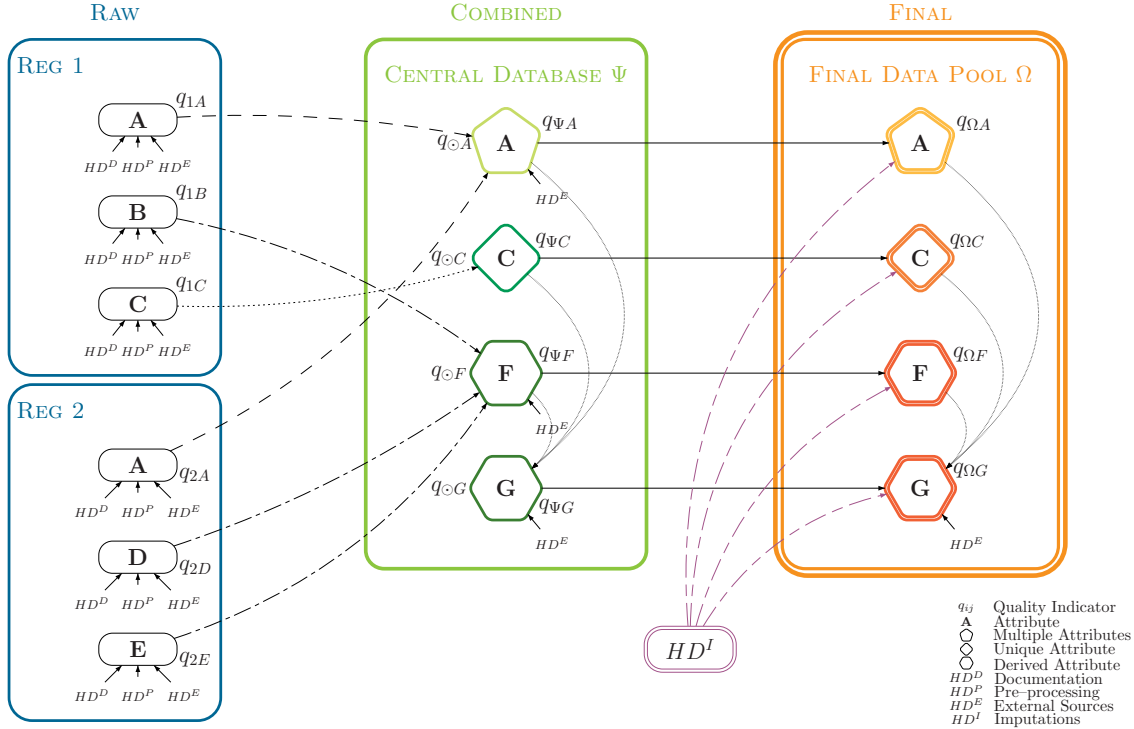 RAW
COMBINED
FINAL
REG 1
A
q1A
HD^D HD^P HD^E
B
q1B
HD^D HD^P HD^E
C
q1C
HD^D HD^P HD^E
REG 2
A
q2A
HD^D HD^P HD^E
D
q2D
HD^D HD^P HD^E
E
q2E
HD^D HD^P HD^E
CENTRAL DATABASE Ψ
q⊙A
A
qΨA
HD^E
q⊙C
C
qΨC
q⊙F
F
qΨF
HD^E
q⊙G
G
qΨG
HD^E
FINAL DATA POOL Ω
A
qΩA
C
qΩC
F
qΩF
G
qΩG
HD^E
HD^I
qij Quality Indicator
A Attribute
Multiple Attributes
Unique Attribute
Derived Attribute
HD^D Documentation
HD^P Pre–processing
HD^E External Sources
HD^I Imputations